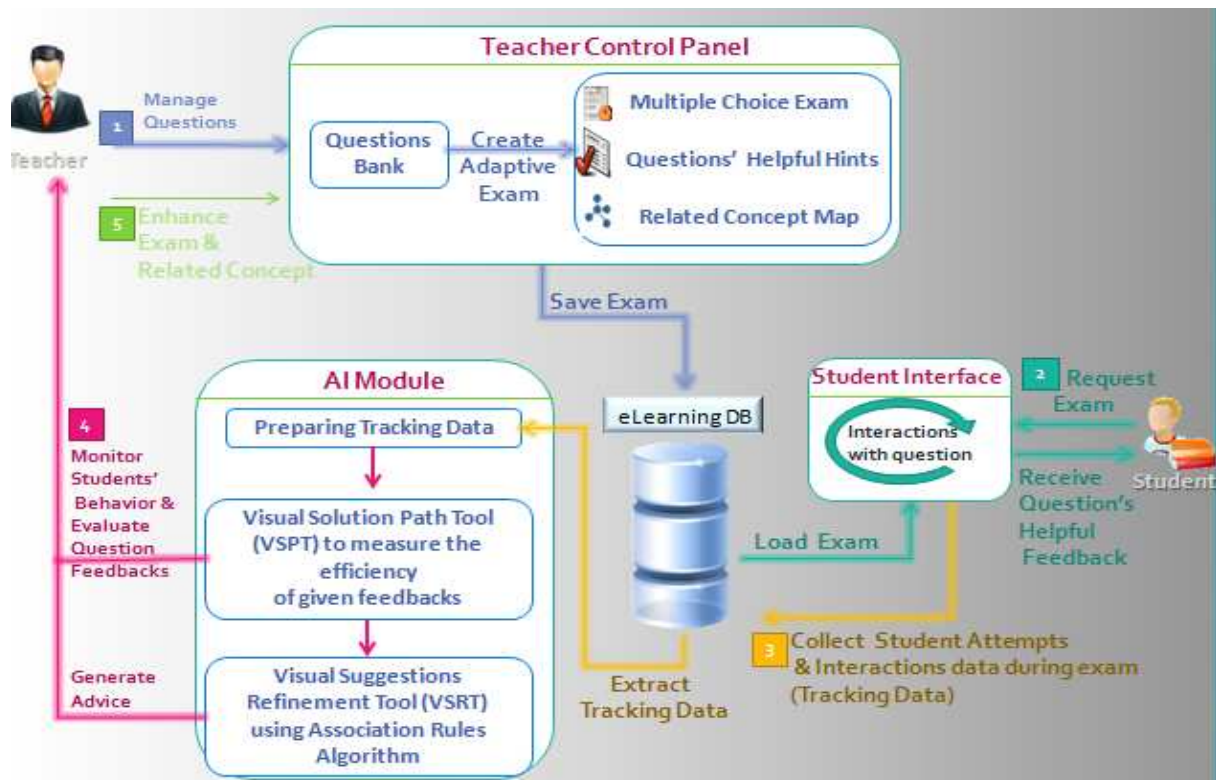 Teacher Control Panel
Teacher
1
Manage
Questions
Questions
Bank
Create
Adaptive
Exam
Multiple Choice Exam
Questions' Helpful Hints
Related Concept Map
5
Enhance
Exam &
Related Concept
Save Exam
AI Module
Preparing Tracking Data
Visual Solution Path Tool
(VSPT) to measure the
efficiency
of given feedbacks
Visual Suggestions
Refinement Tool (VSRT)
using Association Rules
Algorithm
4
Monitor
Students'
Behavior &
Evaluate
Question
Feedbacks
Generate
Advice
eLearning DB
Extract
Tracking Data
Load Exam
Student Interface
Interactions
with question
2
Request
Exam
Student
Receive
Question's
Helpful
Feedback
3
Collect Student Attempts
& Interactions data during exam
(Tracking Data)